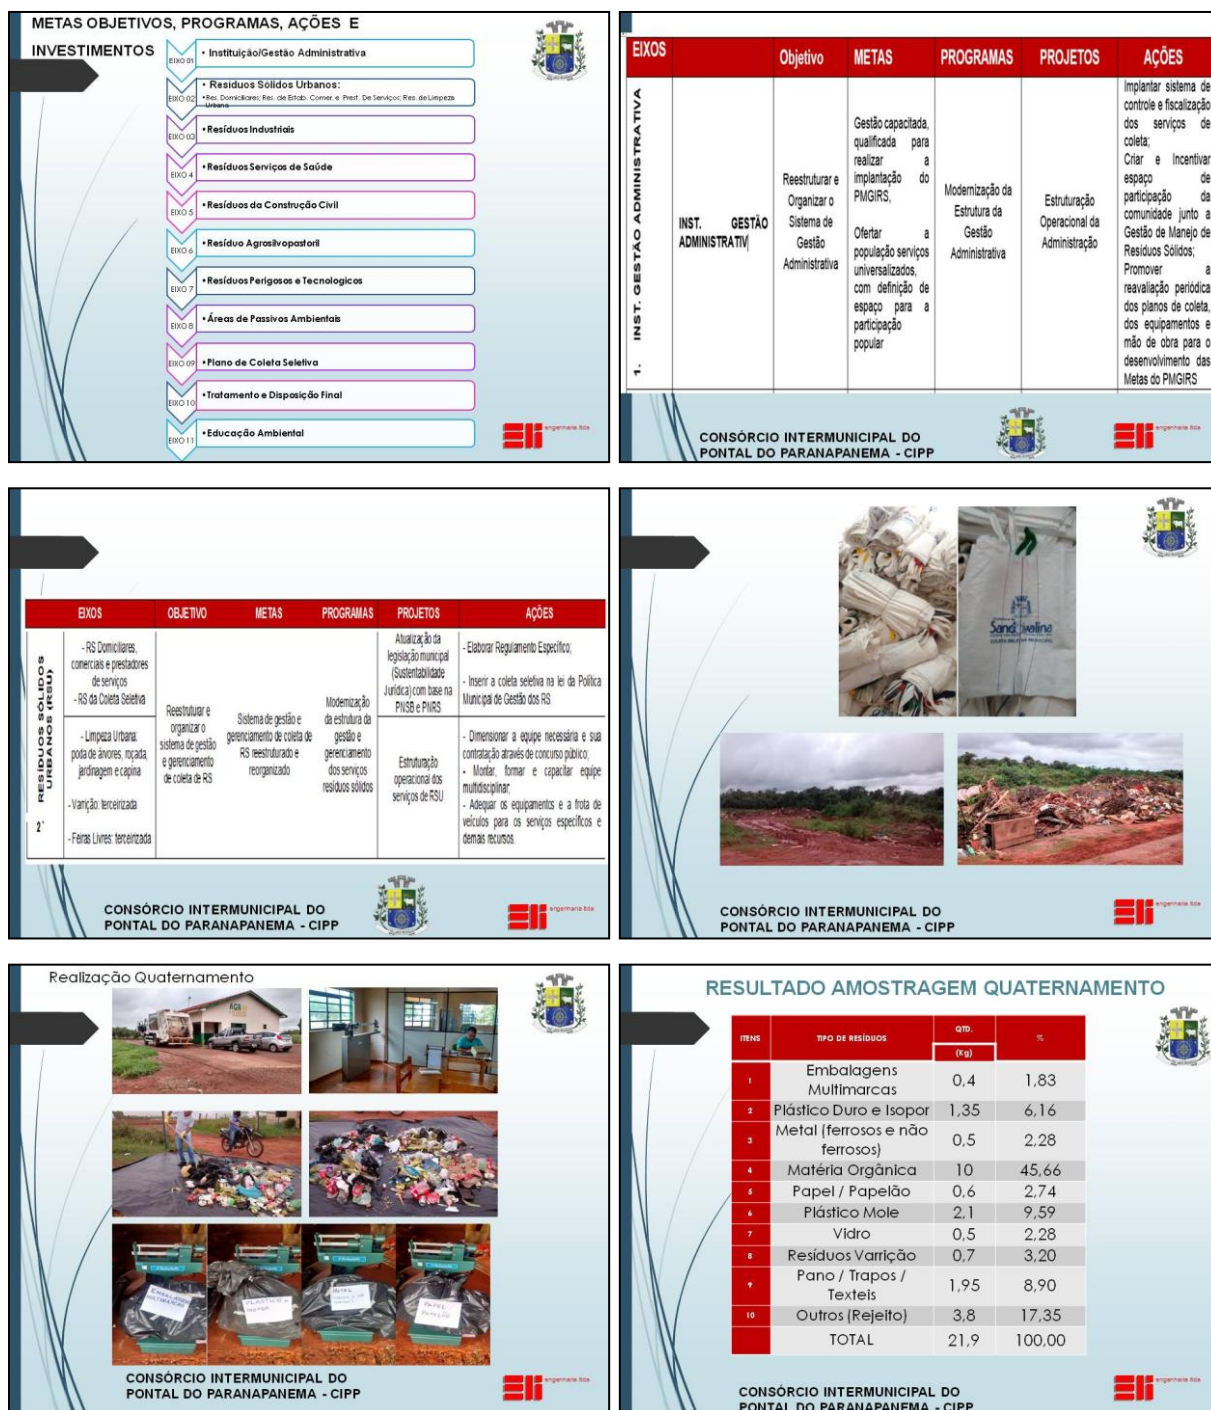 METAS OBJETIVOS, PROGRAMAS, AÇÕES E
INVESTIMENTOS
EIXO 01
• Instituição/Gestão Administrativa
EIXO 02
• Resíduos Sólidos Urbanos:
• Res. Domiciliares; Res. de Estab. Comer. e Prest. De Serviços; Res. de Limpeza
Urbana
EIXO 03
• Resíduos Industriais
EIXO 4
• Resíduos Serviços de Saúde
EIXO 5
• Resíduos da Construção Civil
EIXO 6
• Resíduo Agrosilvopastoril
EIXO 7
• Resíduos Perigosos e Tecnologicos
EIXO 8
• Áreas de Passivos Ambientais
EIXO 09
• Plano de Coleta Seletiva
EIXO 10
• Tratamento e Disposição Final
EIXO 11
• Educação Ambiental
engenharia ltda
EIXOS
Objetivo
METAS
PROGRAMAS
PROJETOS
AÇÕES
1. INST. GESTÃO ADMINISTRATIVA
INST. GESTÃO
ADMINISTRATIV
Reestruturar e
Organizar o
Sistema de
Gestão
Administrativa
Gestão capacitada,
qualificada para
realizar a
implantação do
PMGIRS,
Ofertar a
população serviços
universalizados,
com definição de
espaço para a
participação
popular
Modernização da
Estrutura da
Gestão
Administrativa
Estruturação
Operacional da
Administração
Implantar sistema de
controle e fiscalização
dos serviços de
coleta;
Criar e Incentivar
espaço de
participação da
comunidade junto a
Gestão de Manejo de
Resíduos Sólidos;
Promover a
reavaliação periódica
dos planos de coleta,
dos equipamentos e
mão de obra para o
desenvolvimento das
Metas do PMGIRS
CONSÓRCIO INTERMUNICIPAL DO
PONTAL DO PARANAPANEMA - CIPP
engenharia ltda
EIXOS
OBJETIVO
METAS
PROGRAMAS
PROJETOS
AÇÕES
2
RESÍDUOS SÓLIDOS
URBANOS (RSU)
- RS Domiciliares,
comerciais e prestadores
de serviços
- RS da Coleta Seletiva
- Limpeza Urbana:
poda de árvores, roçada,
jardinagem e capina
- Varrição: terceirizada
- Feiras Livres: terceirizada
Reestruturar e
organizar o
sistema de gestão
e gerenciamento
de coleta de RS
Sistema de gestão e
gerenciamento de coleta de
RS reestruturado e
reorganizado
Modernização
da estrutura da
gestão e
gerenciamento
dos serviços
resíduos sólidos
Atualização da
legislação municipal
(Sustentabilidade
Jurídica) com base na
PNSB e PNRS
Estruturação
operacional dos
serviços de RSU
- Elaborar Regulamento Específico;
- Inserir a coleta seletiva na lei da Política
Municipal de Gestão dos RS.
- Dimensionar a equipe necessária e sua
contratação através de concurso público;
- Montar, formar e capacitar equipe
multidisciplinar;
- Adequar os equipamentos e a frota de
veículos para os serviços específicos e
demais recursos.
CONSÓRCIO INTERMUNICIPAL DO
PONTAL DO PARANAPANEMA - CIPP
engenharia ltda
CONSÓRCIO INTERMUNICIPAL DO
PONTAL DO PARANAPANEMA - CIPP
engenharia ltda
Realização Quaternamento
EMBALAGEM
MULTIMARCAS
METAL
PAPEL
PAPELÃO
CONSÓRCIO INTERMUNICIPAL DO
PONTAL DO PARANAPANEMA - CIPP
engenharia ltda
RESULTADO AMOSTRAGEM QUATERNAMENTO
ITENS
TIPO DE RESÍDUOS
QTD.
(Kg)
%
1 Embalagens Multimarcas 0,4 1,83
2 Plástico Duro e Isopor 1,35 6,16
3 Metal (ferrosos e não ferrosos) 0,5 2,28
4 Matéria Orgânica 10 45,66
5 Papel / Papelão 0,6 2,74
6 Plástico Mole 2,1 9,59
7 Vidro 0,5 2,28
8 Resíduos Varrição 0,7 3,20
9 Pano / Trapos / Texteis 1,95 8,90
10 Outros (Rejeito) 3,8 17,35
TOTAL 21,9 100,00
CONSÓRCIO INTERMUNICIPAL DO
PONTAL DO PARANAPANEMA - CIPP
engenharia ltda